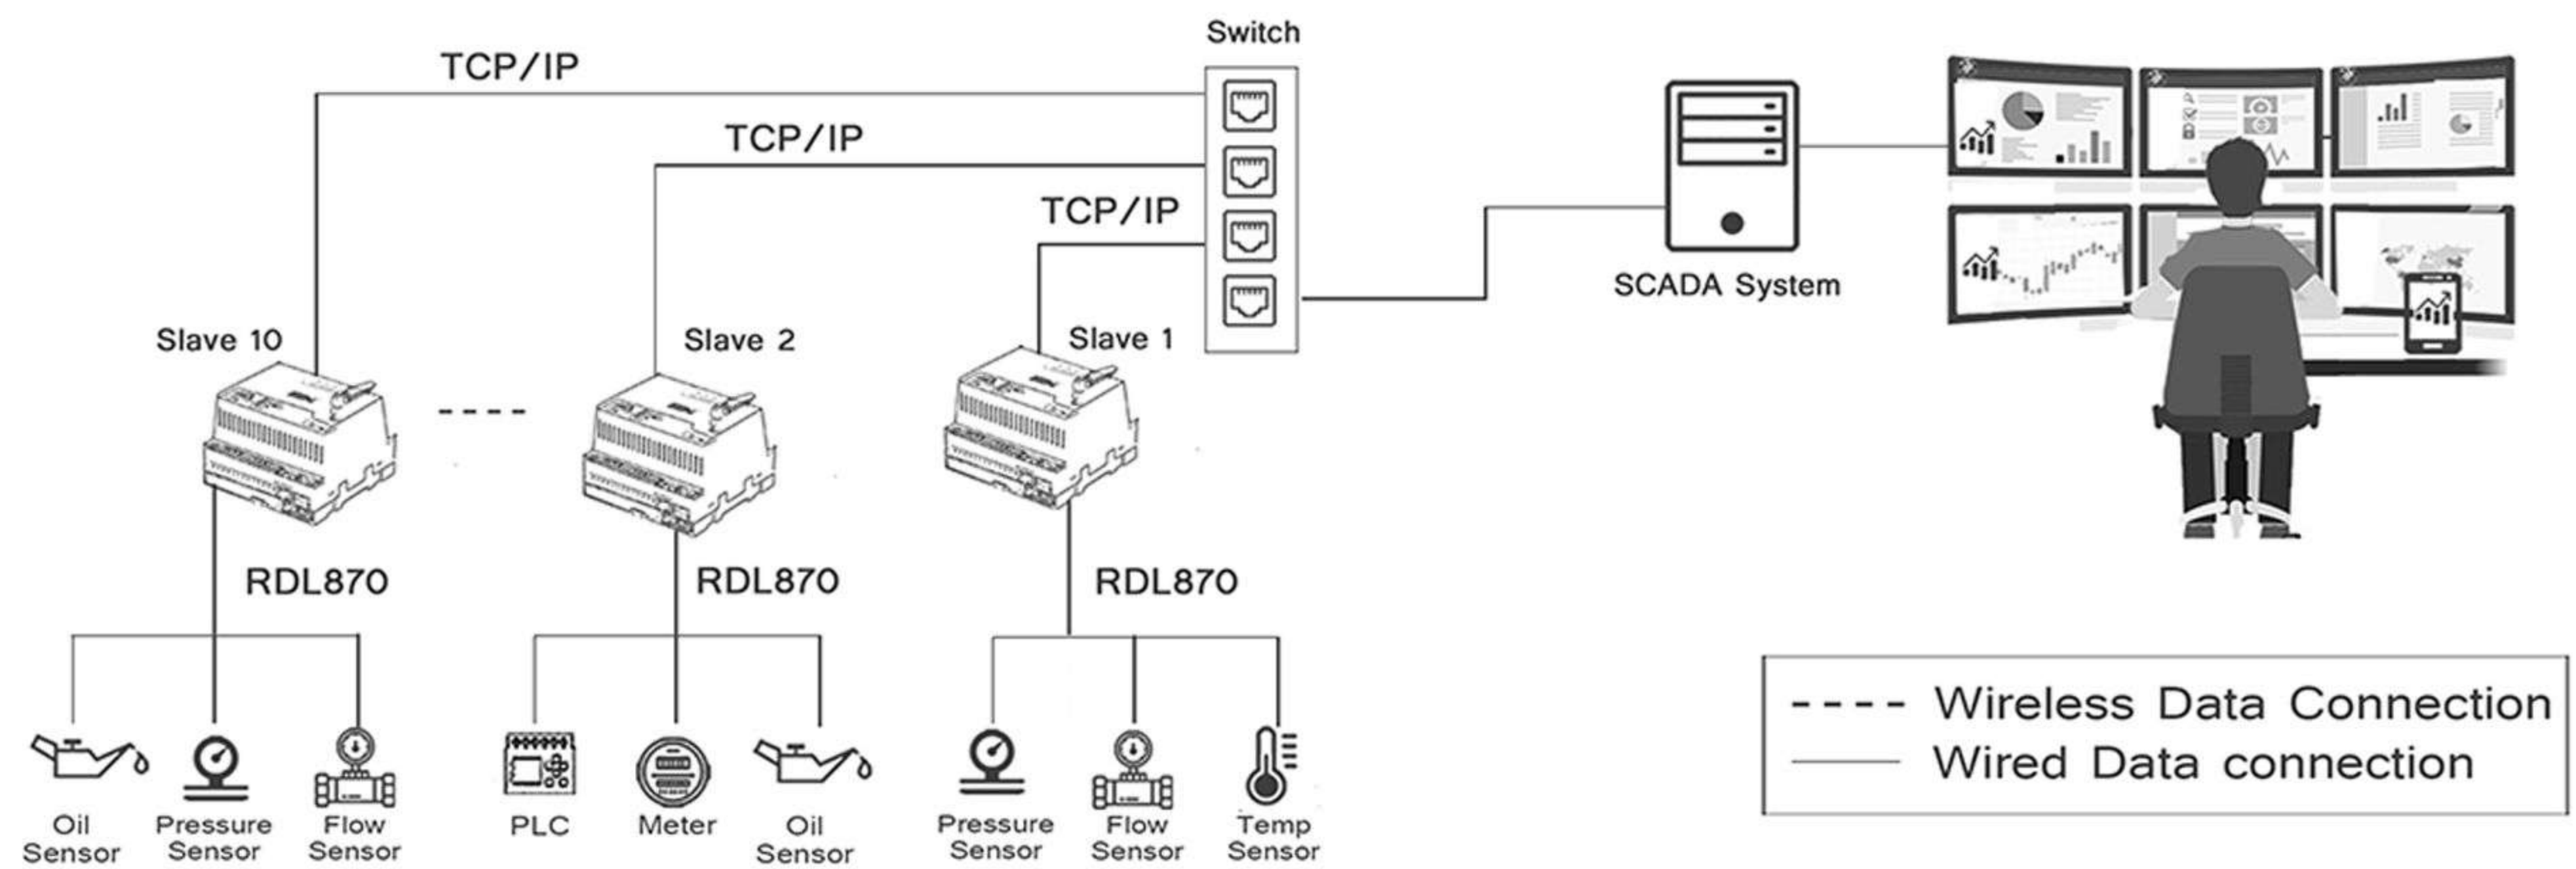 Switch
TCP/IP
TCP/IP
TCP/IP
SCADA System
Slave 10
Slave 2
Slave 1
RDL870
RDL870
RDL870
Wireless Data Connection
Wired Data connection
Oil
Sensor
Pressure
Sensor
Flow
Sensor
PLC
Meter
Oil
Sensor
Pressure
Sensor
Flow
Sensor
Temp
Sensor